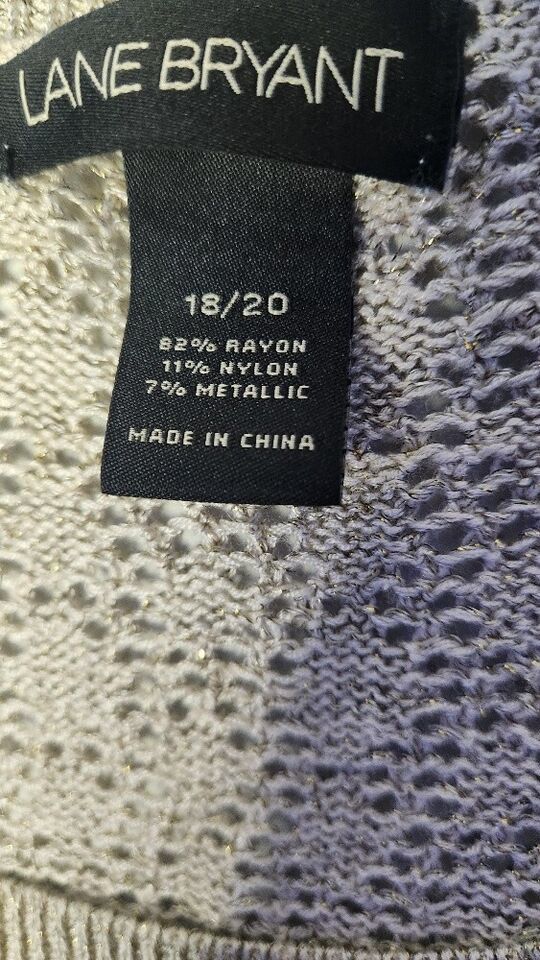 LANE BRYANT
18/20
82% RAYON
11% NYLON
7% METALLIC
MADE IN CHINA